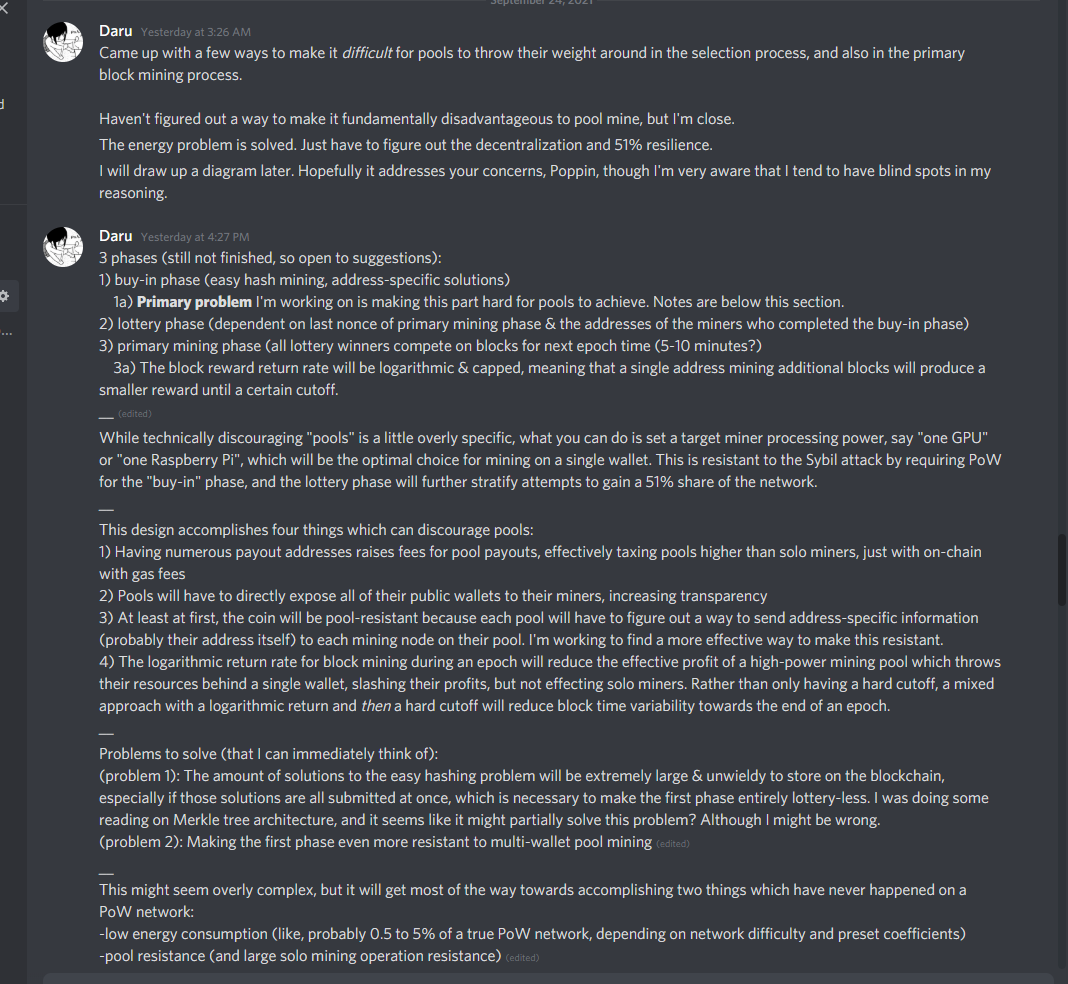 September 24, 2021
Daru Yesterday at 3:26 AM
Came up with a few ways to make it difficult for pools to throw their weight around in the selection process, and also in the primary
block mining process.
Haven't figured out a way to make it fundamentally disadvantageous to pool mine, but I'm close.
The energy problem is solved. Just have to figure out the decentralization and 51% resilience.
I will draw up a diagram later. Hopefully it addresses your concerns, Poppin, though I'm very aware that I tend to have blind spots in my
reasoning.
Daru Yesterday at 4:27 PM
3 phases (still not finished, so open to suggestions):
1) buy-in phase (easy hash mining, address-specific solutions)
1a) Primary problem I'm working on is making this part hard for pools to achieve. Notes are below this section.
2) lottery phase (dependent on last nonce of primary mining phase & the addresses of the miners who completed the buy-in phase)
3) primary mining phase (all lottery winners compete on blocks for next epoch time (5-10 minutes?)
3a) The block reward return rate will be logarithmic & capped, meaning that a single address mining additional blocks will produce a
smaller reward until a certain cutoff.
__ (edited)
While technically discouraging "pools" is a little overly specific, what you can do is set a target miner processing power, say "one GPU"
or "one Raspberry Pi", which will be the optimal choice for mining on a single wallet. This is resistant to the Sybil attack by requiring PoW
for the "buy-in" phase, and the lottery phase will further stratify attempts to gain a 51% share of the network.
__
This design accomplishes four things which can discourage pools:
1) Having numerous payout addresses raises fees for pool payouts, effectively taxing pools higher than solo miners, just with on-chain
with gas fees
2) Pools will have to directly expose all of their public wallets to their miners, increasing transparency
3) At least at first, the coin will be pool-resistant because each pool will have to figure out a way to send address-specific information
(probably their address itself) to each mining node on their pool. I'm working to find a more effective way to make this resistant.
4) The logarithmic return rate for block mining during an epoch will reduce the effective profit of a high-power mining pool which throws
their resources behind a single wallet, slashing their profits, but not effecting solo miners. Rather than only having a hard cutoff, a mixed
approach with a logarithmic return and then a hard cutoff will reduce block time variability towards the end of an epoch.
__
Problems to solve (that I can immediately think of):
(problem 1): The amount of solutions to the easy hashing problem will be extremely large & unwieldy to store on the blockchain,
especially if those solutions are all submitted at once, which is necessary to make the first phase entirely lottery-less. I was doing some
reading on Merkle tree architecture, and it seems like it might partially solve this problem? Although I might be wrong.
(problem 2): Making the first phase even more resistant to multi-wallet pool mining (edited)
__
This might seem overly complex, but it will get most of the way towards accomplishing two things which have never happened on a
PoW network:
-low energy consumption (like, probably 0.5 to 5% of a true PoW network, depending on network difficulty and preset coefficients)
-pool resistance (and large solo mining operation resistance) (edited)